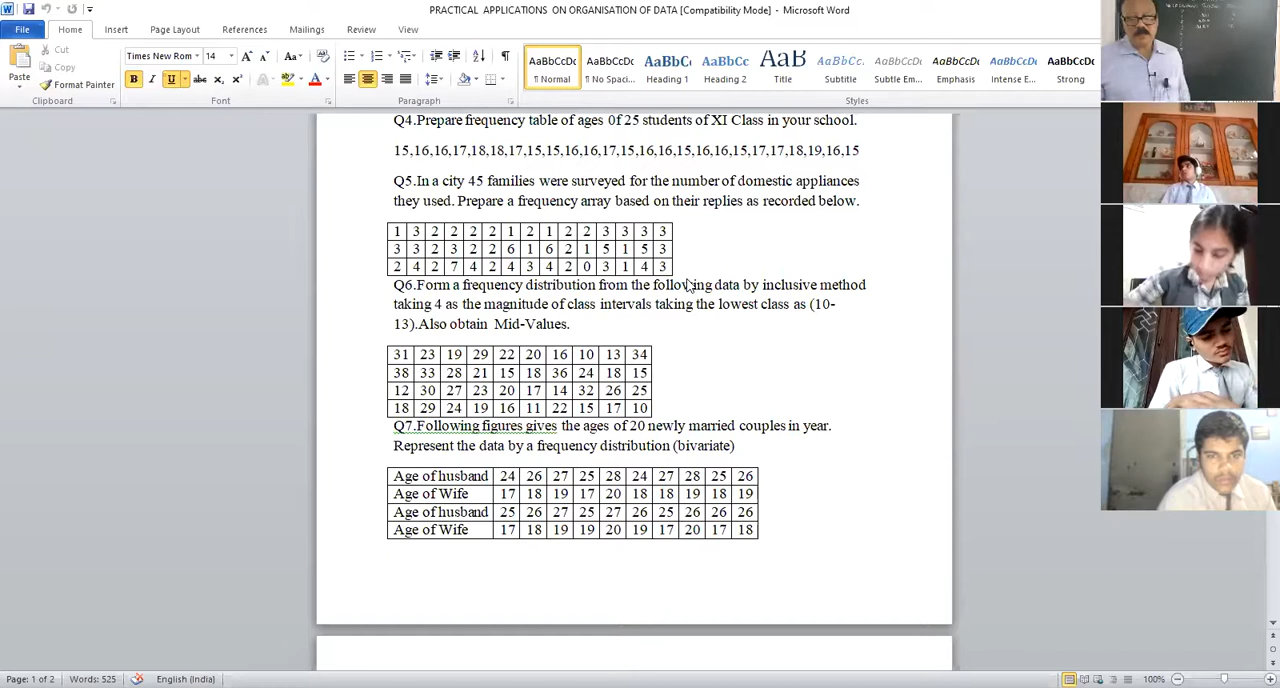 PRACTICAL APPLICATIONS ON ORGANISATION OF DATA [Compatibility Mode] - Microsoft Word
File Home Insert Page Layout References Mailings Review View
Cut
Copy
Paste
Format Painter
Times New Rom 14
B I U abc x₂ x²
Aa
AaBbCcDc AaBbCcDc AaBbCc AaBbCc AaB AaBbCc. AaBbCcDc AaBbCcDc AaBbCcDc AaBbCcDc
¶ Normal ¶ No Spaci... Heading 1 Heading 2 Title Subtitle Subtle Em... Emphasis Intense E... Strong
Clipboard Font Paragraph Styles
Q4.Prepare frequency table of ages 0f 25 students of XI Class in your school.
15,16,16,17,18,18,17,15,15,16,16,17,15,16,16,15,16,16,15,17,17,18,19,16,15
Q5.In a city 45 families were surveyed for the number of domestic appliances
they used. Prepare a frequency array based on their replies as recorded below.
1 3 2 2 2 2 1 2 1 2 2 3 3 3 3
3 3 2 3 2 2 6 1 6 2 1 5 1 5 3
2 4 2 7 4 2 4 3 4 2 0 3 1 4 3
Q6.Form a frequency distribution from the following data by inclusive method
taking 4 as the magnitude of class intervals taking the lowest class as (10-
13).Also obtain Mid-Values.
31 23 19 29 22 20 16 10 13 34
38 33 28 21 15 18 36 24 18 15
12 30 27 23 20 17 14 32 26 25
18 29 24 19 16 11 22 15 17 10
Q7.Following figures gives the ages of 20 newly married couples in year.
Represent the data by a frequency distribution (bivariate)
Age of husband 24 26 27 25 28 24 27 28 25 26
Age of Wife 17 18 19 17 20 18 18 19 18 19
Age of husband 25 26 27 25 27 26 25 26 26 26
Age of Wife 17 18 19 19 20 19 17 20 17 18
Page: 1 of 2 Words: 525 English (India) 100%